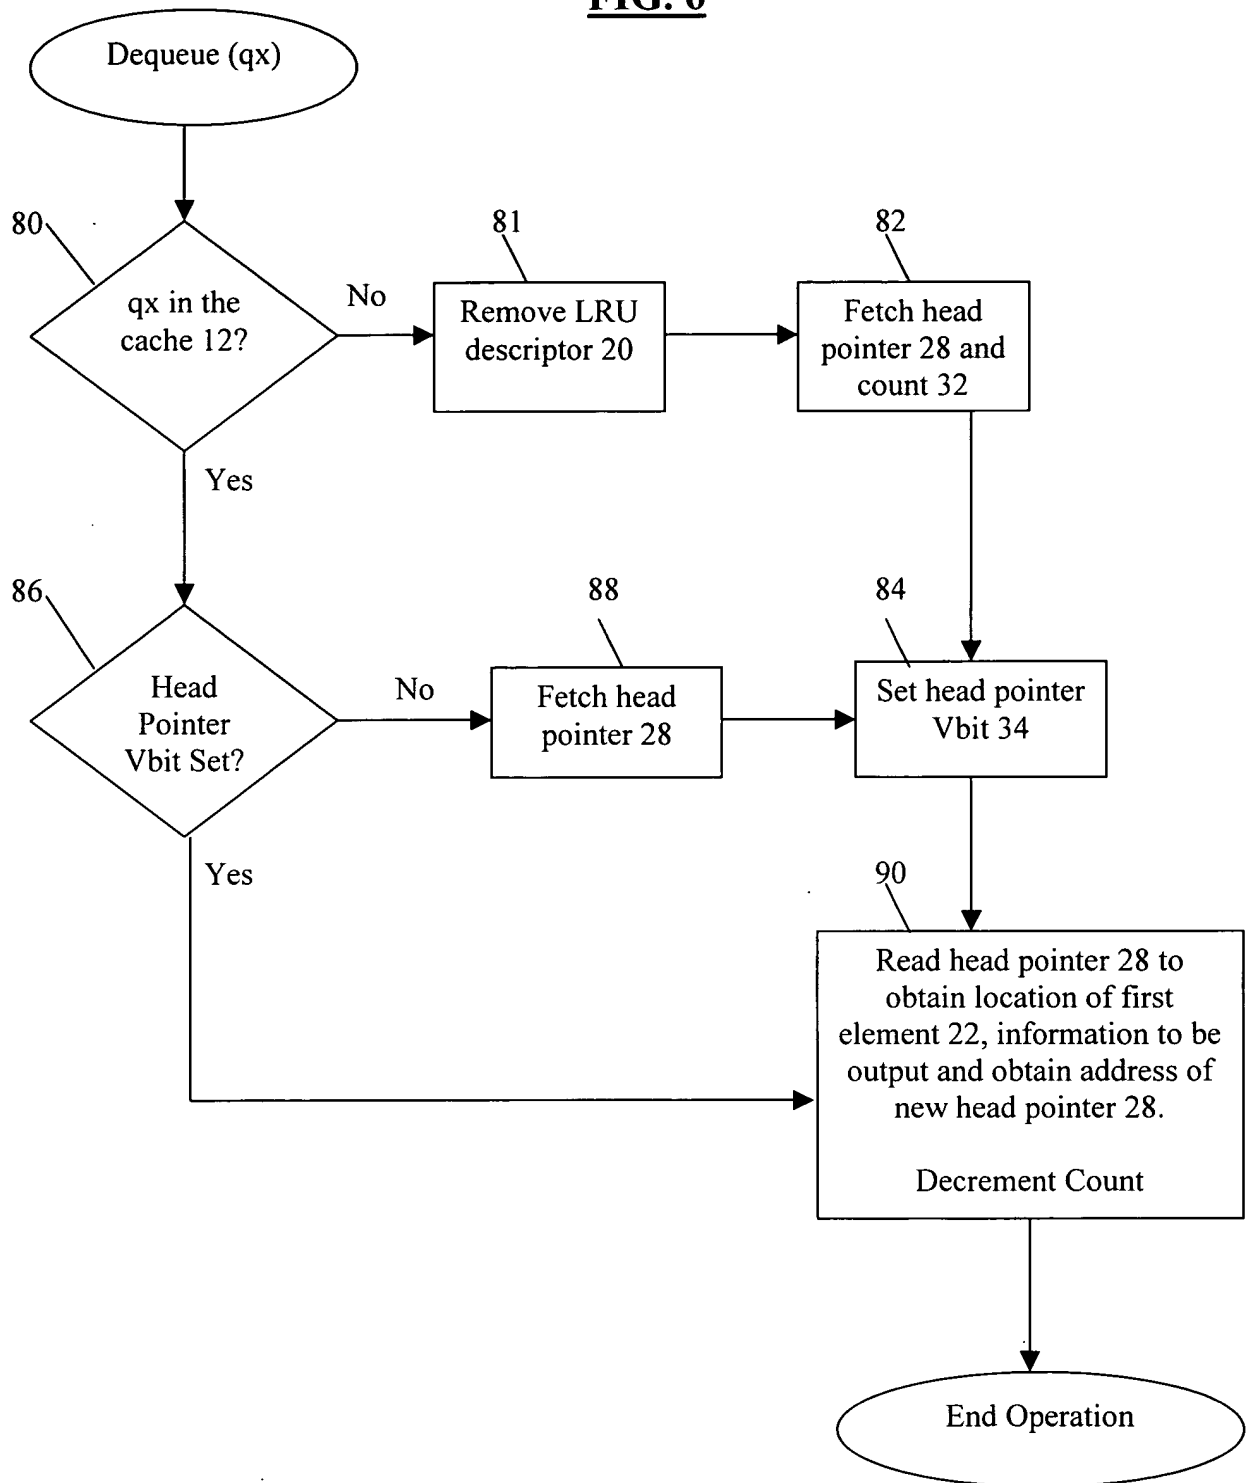 FIG. 6
Dequeue (qx)
80
qx in the
cache 12?
No
81
Remove LRU
descriptor 20
82
Fetch head
pointer 28 and
count 32
Yes
86
Head
Pointer
Vbit Set?
No
88
Fetch head
pointer 28
84
Set head pointer
Vbit 34
Yes
90
Read head pointer 28 to
obtain location of first
element 22, information to be
output and obtain address of
new head pointer 28.
Decrement Count
End Operation